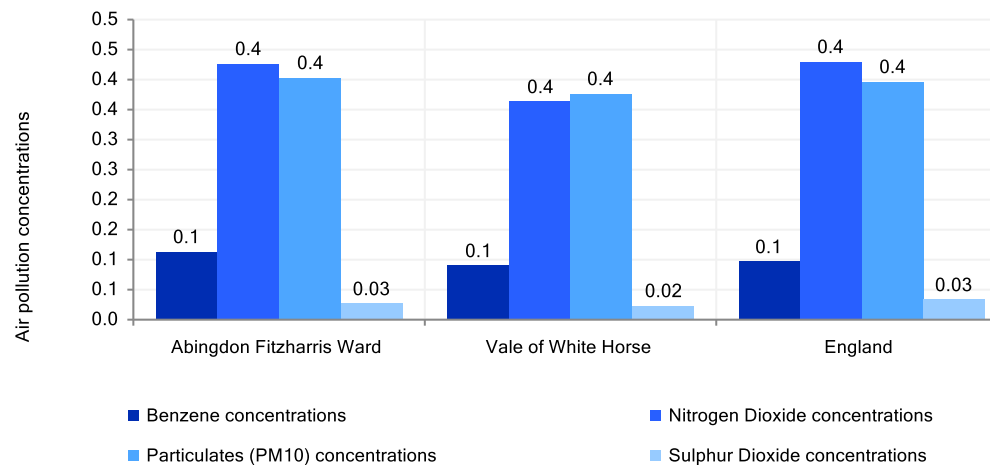 Air pollution concentrations
0.5
0.5
0.4
0.4
0.3
0.3
0.2
0.2
0.1
0.1
0.0
0.1
0.4
0.4
0.03
0.1
0.4
0.4
0.02
0.1
0.4
0.4
0.03
Abingdon Fitzharris Ward
Vale of White Horse
England
Benzene concentrations
Nitrogen Dioxide concentrations
Particulates (PM10) concentrations
Sulphur Dioxide concentrations